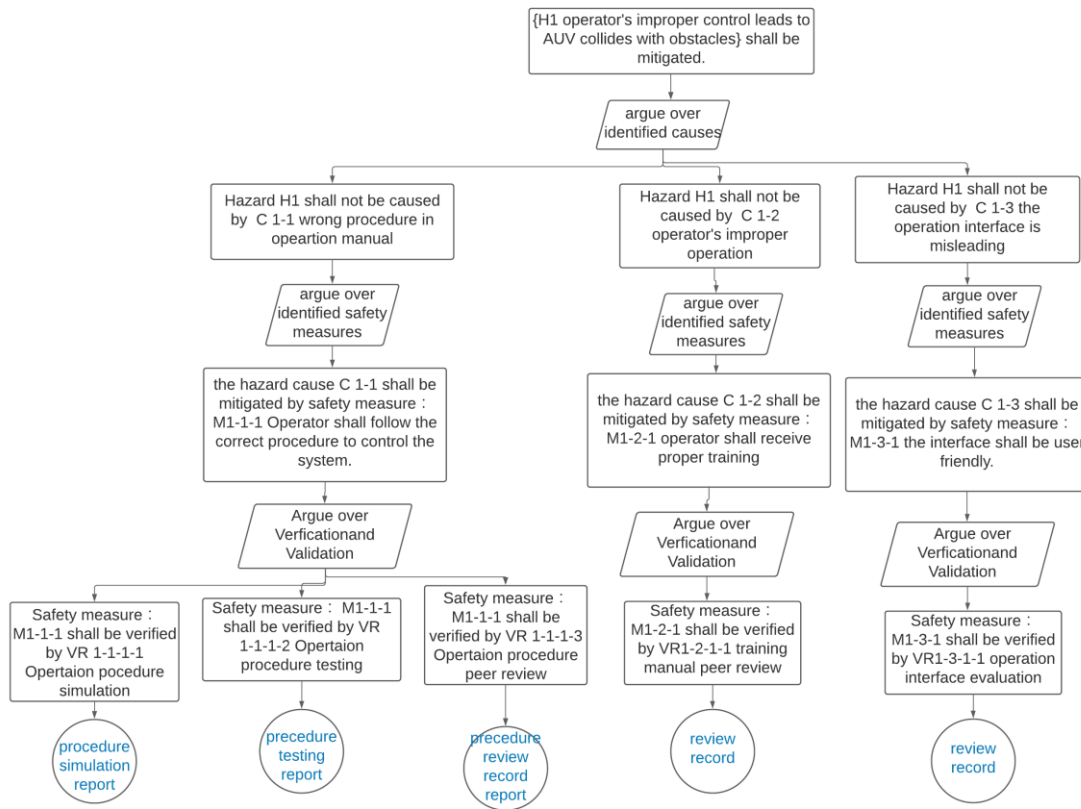 {H1 operator's improper control leads to
AUV collides with obstacles} shall be
mitigated.
argue over
identified causes
Hazard H1 shall not be caused
by C 1-1 wrong procedure in
opeartion manual
Hazard H1 shall not be
caused by C 1-2
operator's improper
operation
Hazard H1 shall not be
caused by C 1-3 the
operation interface is
misleading
argue over
identified safety
measures
argue over
identified safety
measures
argue over
identified safety
measures
the hazard cause C 1-1 shall be
mitigated by safety measure：
M1-1-1 Operator shall follow the
correct procedure to control the
system.
the hazard cause C 1-2 shall be
mitigated by safety measure：
M1-2-1 operator shall receive
proper training
the hazard cause C 1-3 shall be
mitigated by safety measure：
M1-3-1 the interface shall be user
friendly.
Argue over
Verficationand
Validation
Argue over
Verficationand
Validation
Argue over
Verficationand
Validation
Safety measure：
M1-1-1 shall be verified
by VR 1-1-1-1
Opertaion pocedure
simulation
Safety measure： M1-1-1
shall be verified by VR
1-1-1-2 Opertaion
procedure testing
Safety measure：
M1-1-1 shall be
verified by VR 1-1-1-3
Opertaion procedure
peer review
Safety measure：
M1-2-1 shall be verified
by VR1-2-1-1 training
manual peer review
Safety measure：
M1-3-1 shall be verified
by VR1-3-1-1 operation
interface evaluation
procedure
simulation
report
precedure
testing
report
precedure
review
record
report
review
record
review
record